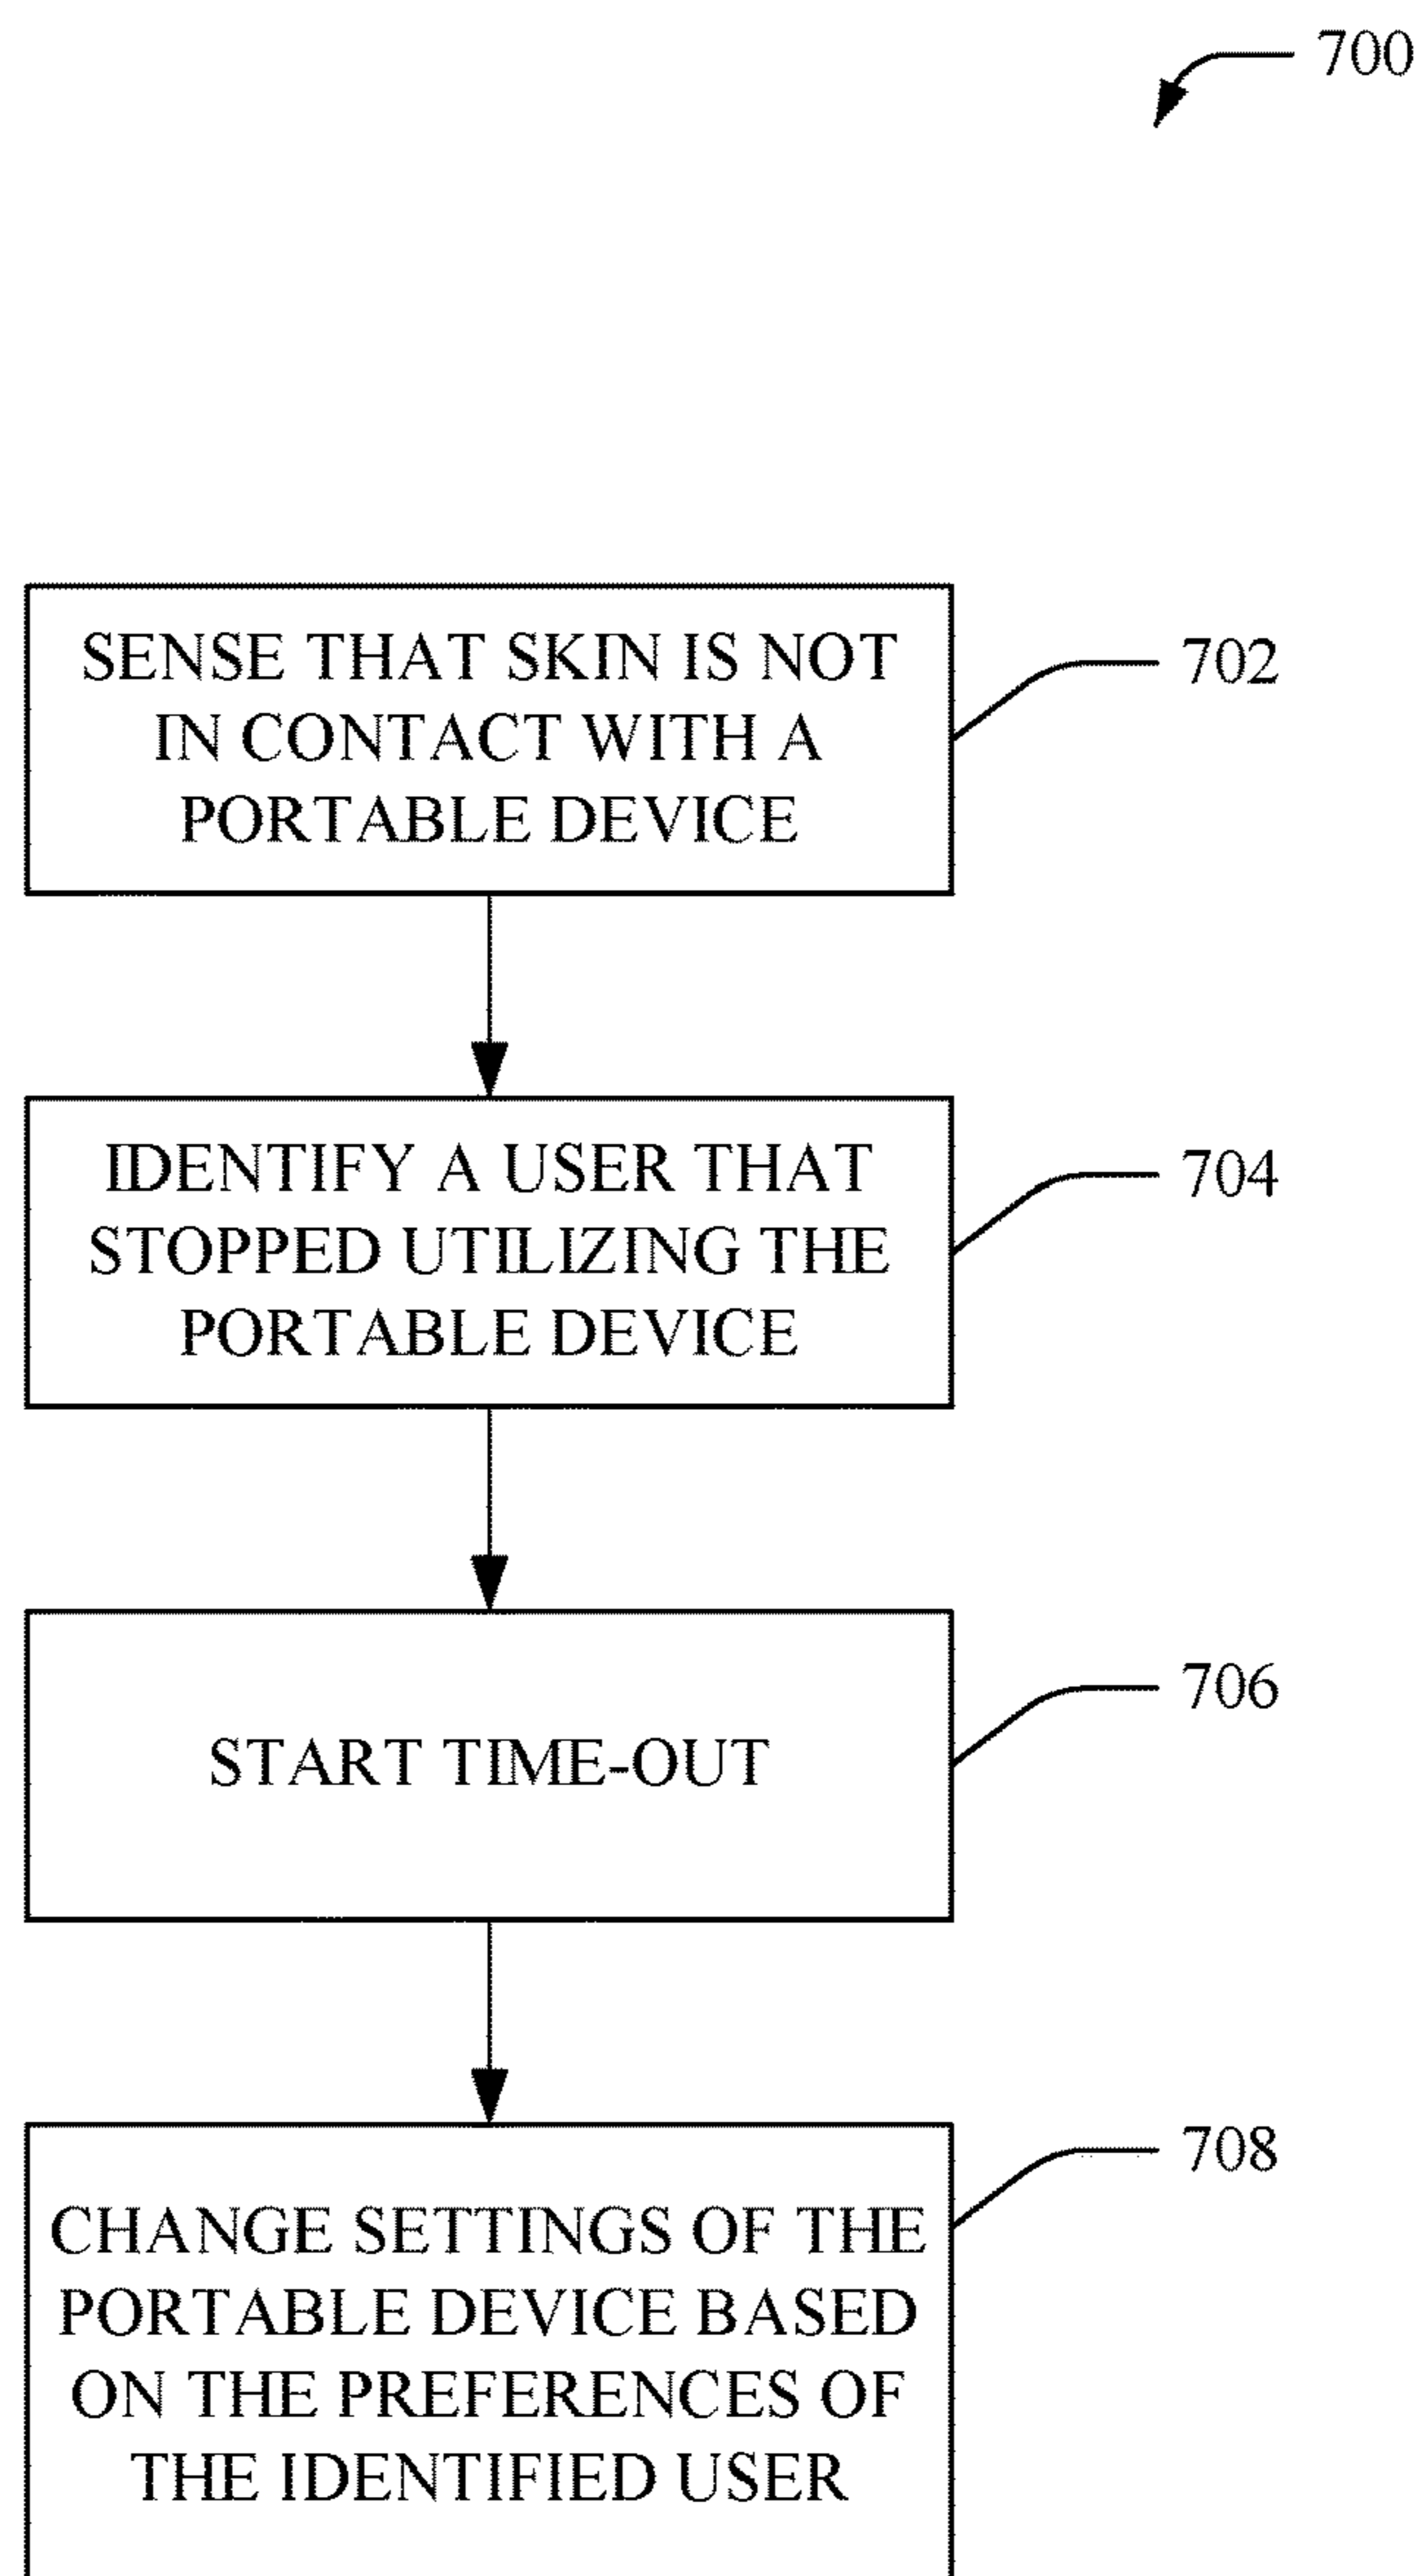 700
SENSE THAT SKIN IS NOT
IN CONTACT WITH A
PORTABLE DEVICE
702
IDENTIFY A USER THAT
STOPPED UTILIZING THE
PORTABLE DEVICE
704
START TIME-OUT
706
CHANGE SETTINGS OF THE
PORTABLE DEVICE BASED
ON THE PREFERENCES OF
THE IDENTIFIED USER
708